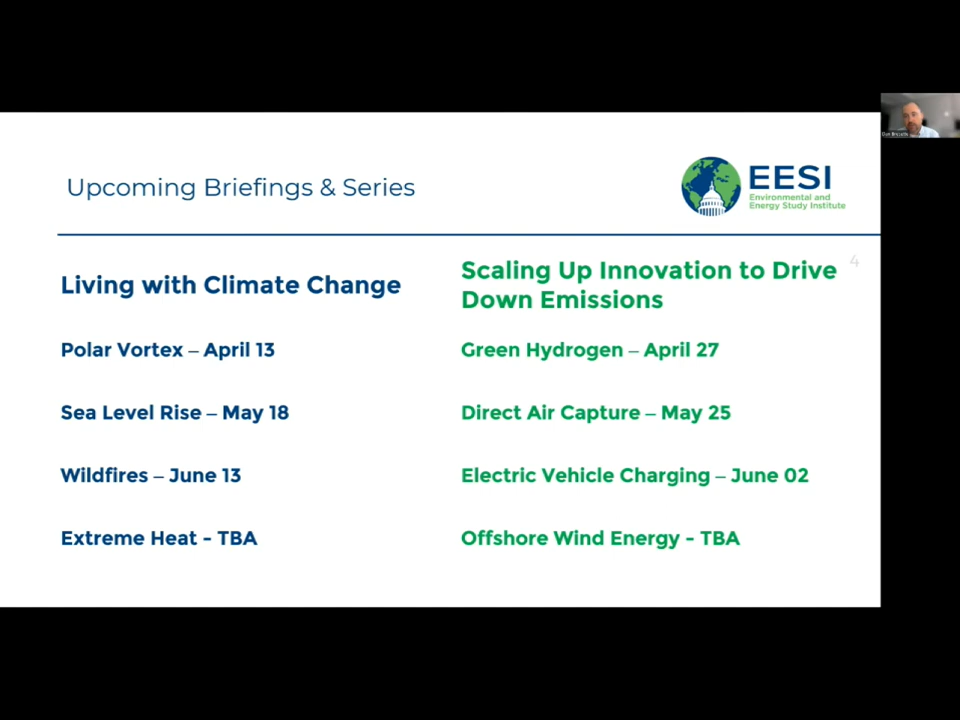 Upcoming Briefings & Series
EESI
Environmental and
Energy Study Institute
4
Living with Climate Change
Polar Vortex – April 13
Sea Level Rise – May 18
Wildfires – June 13
Extreme Heat - TBA
Scaling Up Innovation to Drive
Down Emissions
Green Hydrogen – April 27
Direct Air Capture – May 25
Electric Vehicle Charging – June 02
Offshore Wind Energy - TBA